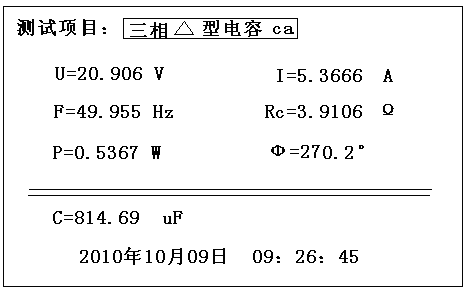 测试项目： 三相△型电容 ca
U=20.906 V I=5.3666 A
F=49.955 Hz Rc=3.9106 Ω
P=0.5367 W Φ=270.2°
C=814.69 uF
2010年10月09日 09：26：45